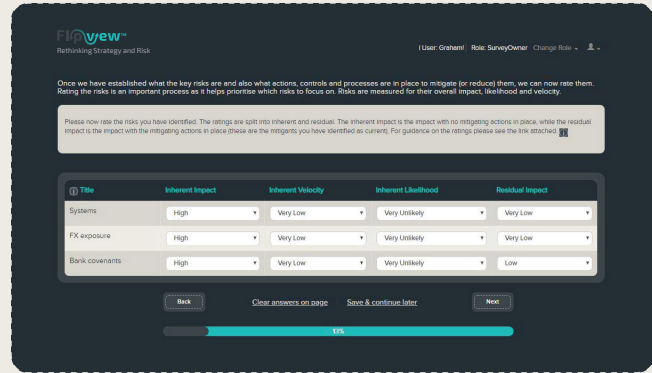 Flipview™
Rethinking Strategy and Risk
| User: Graham! | Role: SurveyOwner Change Role
Once we have established what the key risks are and also what actions, controls and processes are in place to mitigate (or reduce) them, we can now rate them.
Rating the risks is an important process as it helps prioritise which risks to focus on. Risks are measured for their overall impact, likelihood and velocity.
Please now rate the risks you have identified. The ratings are split into inherent and residual. The inherent impact is the impact with no mitigating actions in place, while the residual
impact is the impact with the mitigating actions in place (these are the mitigants you have identified as current). For guidance on the ratings please see the link attached.
Title Inherent Impact Inherent Velocity Inherent Likelihood Residual Impact
Systems High Very Low Very Unlikely Very Low
FX exposure High Very Low Very Unlikely Very Low
Bank covenants High Very Low Very Unlikely Low
Back Clear answers on page Save & continue later Next